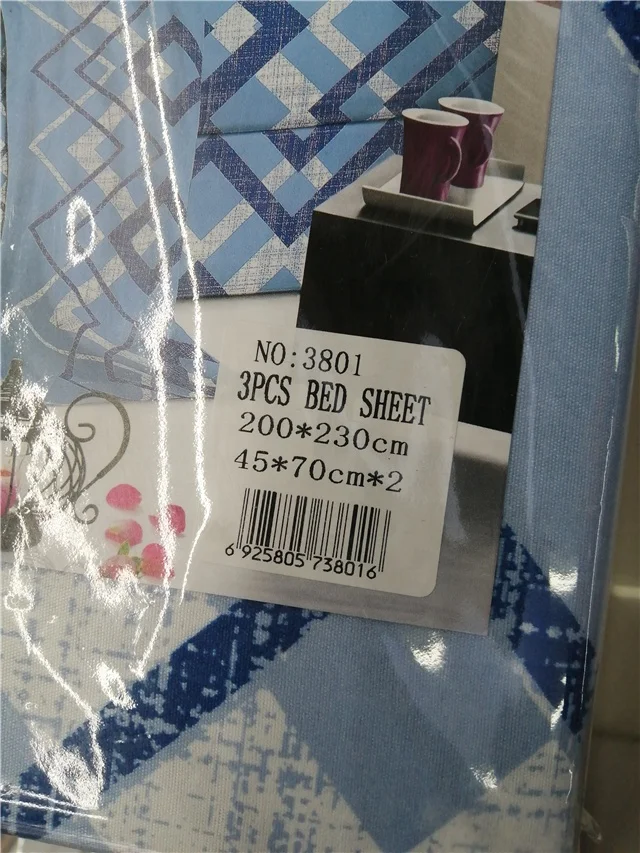 NO:3801
3PCS BED SHEET
200*230cm
45*70cm*2
6 925805 738016